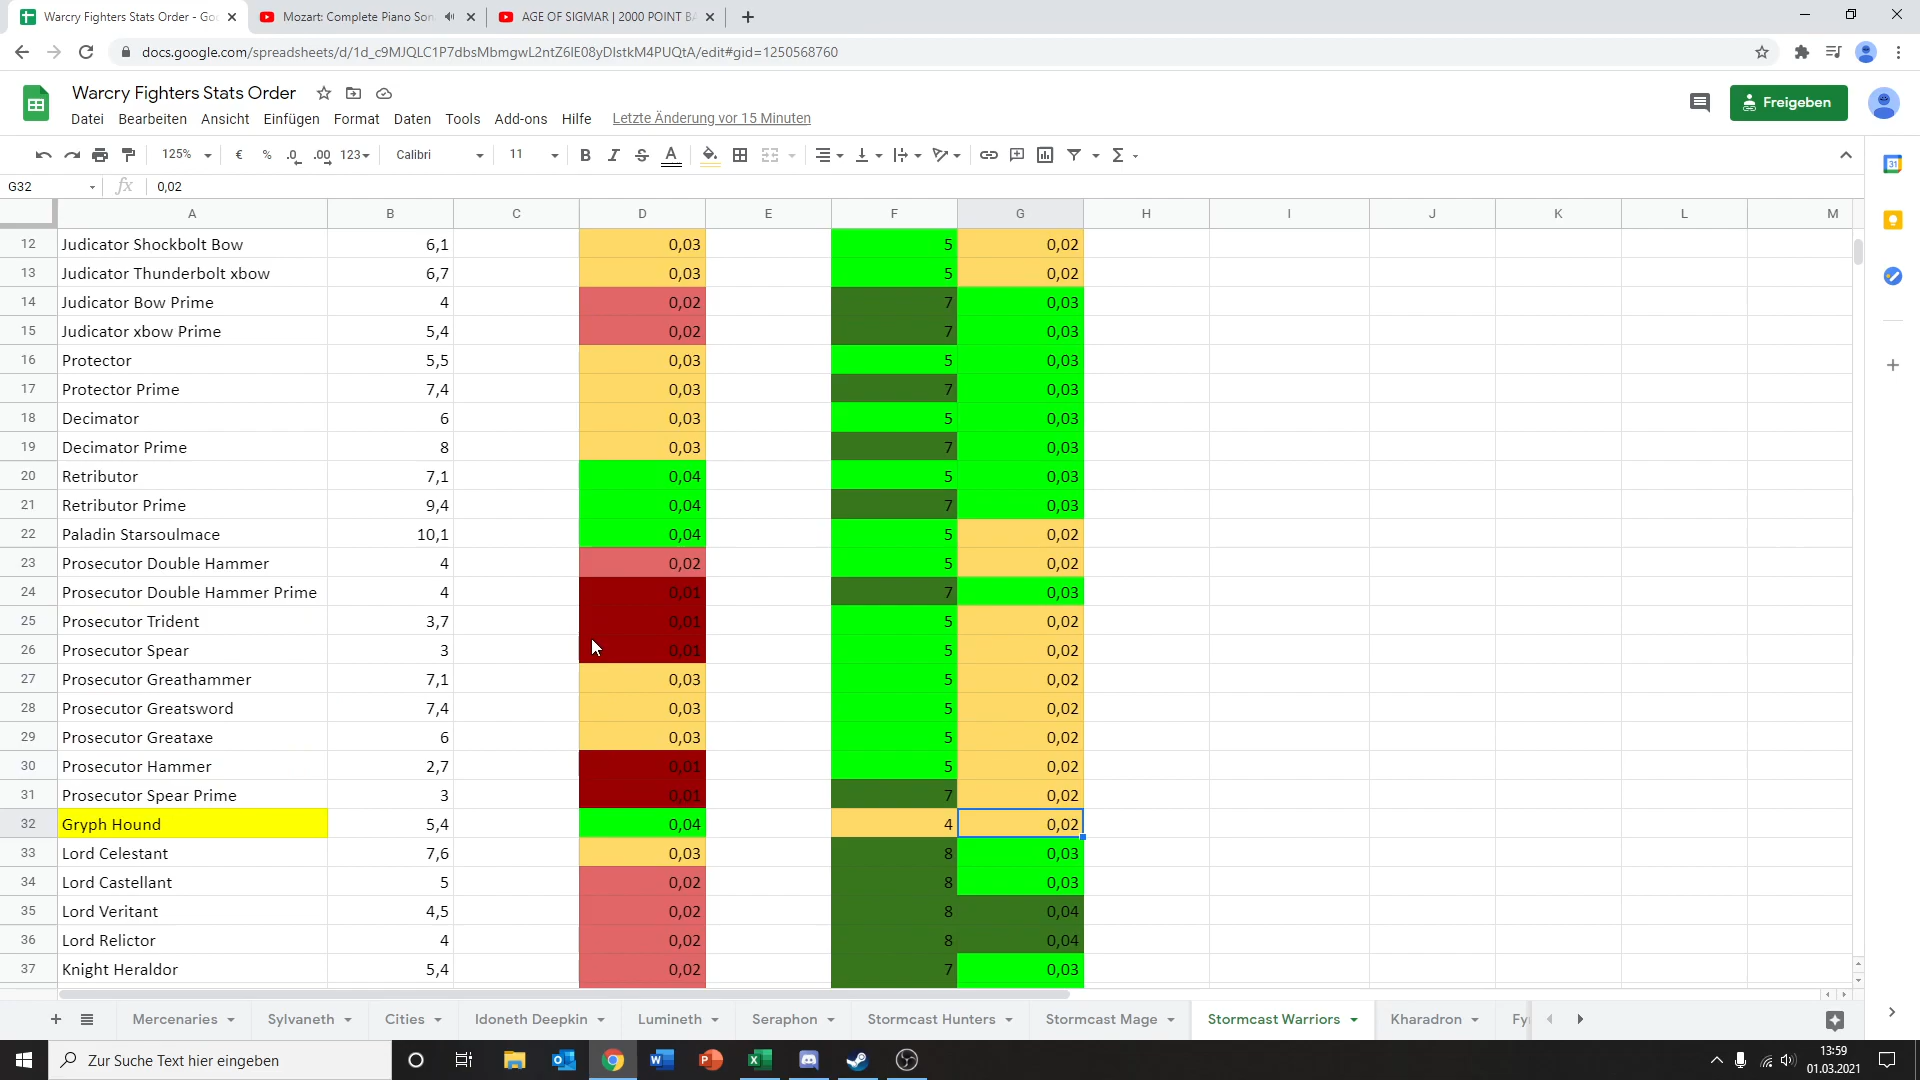 Warcry Fighters Stats Order - Goo
Mozart: Complete Piano Son
AGE OF SIGMAR | 2000 POINT BA
docs.google.com/spreadsheets/d/1d_c9MJQLC1P7dbsMbmgwL2ntZ6IE08yDIstkM4PUQtA/edit#gid=1250568760
Warcry Fighters Stats Order
Freigeben
Datei Bearbeiten Ansicht Einfügen Format Daten Tools Add-ons Hilfe Letzte Änderung vor 15 Minuten
125% € % .0 .00 123 Calibri 11 B I S A Σ
G32 fx 0,02
A B C D E F G H I J K L M
12 Judicator Shockbolt Bow 6,1 0,03 5 0,02
13 Judicator Thunderbolt xbow 6,7 0,03 5 0,02
14 Judicator Bow Prime 4 0,02 7 0,03
15 Judicator xbow Prime 5,4 0,02 7 0,03
16 Protector 5,5 0,03 5 0,03
17 Protector Prime 7,4 0,03 7 0,03
18 Decimator 6 0,03 5 0,03
19 Decimator Prime 8 0,03 7 0,03
20 Retributor 7,1 0,04 5 0,03
21 Retributor Prime 9,4 0,04 7 0,03
22 Paladin Starsoulmace 10,1 0,04 5 0,02
23 Prosecutor Double Hammer 4 0,02 5 0,02
24 Prosecutor Double Hammer Prime 4 0,01 7 0,03
25 Prosecutor Trident 3,7 0,01 5 0,02
26 Prosecutor Spear 3 0,01 5 0,02
27 Prosecutor Greathammer 7,1 0,03 5 0,02
28 Prosecutor Greatsword 7,4 0,03 5 0,02
29 Prosecutor Greataxe 6 0,03 5 0,02
30 Prosecutor Hammer 2,7 0,01 5 0,02
31 Prosecutor Spear Prime 3 0,01 7 0,02
32 Gryph Hound 5,4 0,04 4 0,02
33 Lord Celestant 7,6 0,03 8 0,03
34 Lord Castellant 5 0,02 8 0,03
35 Lord Veritant 4,5 0,02 8 0,04
36 Lord Relictor 4 0,02 8 0,04
37 Knight Heraldor 5,4 0,02 7 0,03
Mercenaries Sylvaneth Cities Idoneth Deepkin Lumineth Seraphon Stormcast Hunters Stormcast Mage Stormcast Warriors Kharadron Fy
Zur Suche Text hier eingeben
13:59
01.03.2021